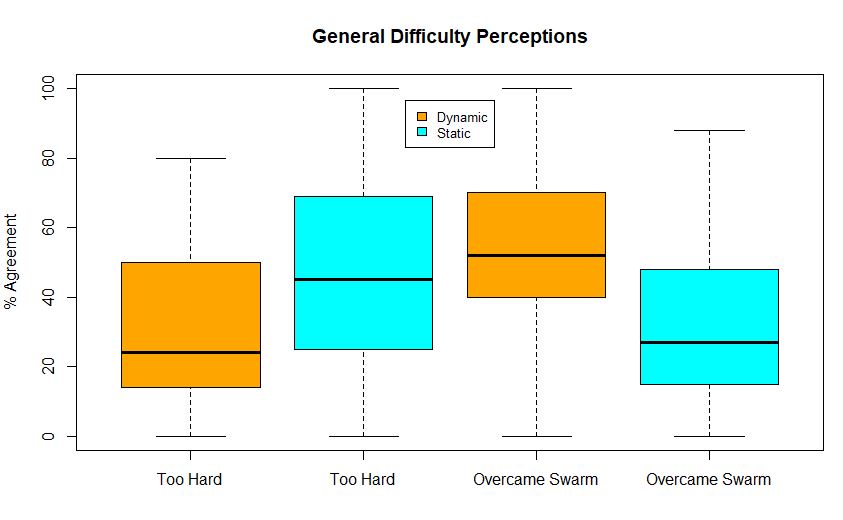 General Difficulty Perceptions
% Agreement
100
80
60
40
20
0
Dynamic
Static
Too Hard
Too Hard
Overcame Swarm
Overcame Swarm